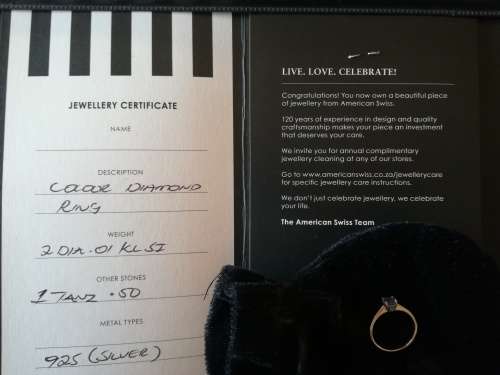 JEWELLERY CERTIFICATE
NAME
DESCRIPTION
COLOR DIAMOND
RING
WEIGHT
2 DIA .01 KL SI
OTHER STONES
1 TANZ .50
METAL TYPES
925 (SILVER)
LIVE. LOVE. CELEBRATE!
Congratulations! You now own a beautiful piece
of jewellery from American Swiss.
120 years of experience in design and quality
craftsmanship makes your piece an investment
that deserves your care.
We invite you for annual complimentary
jewellery cleaning at any of our stores.
Go to www.americanswiss.co.za/jewellerycare
for specific jewellery care instructions.
We don't just celebrate jewellery, we celebrate
your life.
The American Swiss Team